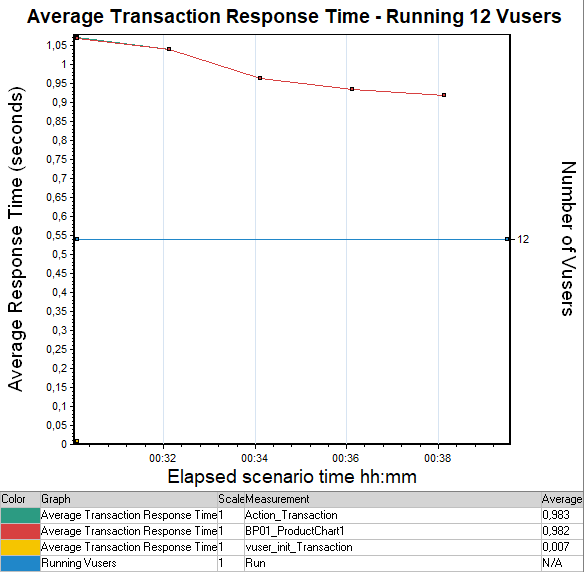 Average Transaction Response Time - Running 12 Vusers
Average Response Time (seconds)
1,05
1
0,95
0,9
0,85
0,8
0,75
0,7
0,65
0,6
0,55
0,5
0,45
0,4
0,35
0,3
0,25
0,2
0,15
0,1
0,05
0
12
Number of Vusers
00:32 00:34 00:36 00:38
Elapsed scenario time hh:mm
Color Graph Scale Measurement Average
Average Transaction Response Time 1 Action_Transaction 0,983
Average Transaction Response Time 1 BP01_ProductChart1 0,982
Average Transaction Response Time 1 vuser_init_Transaction 0,007
Running Vusers 1 Run N/A